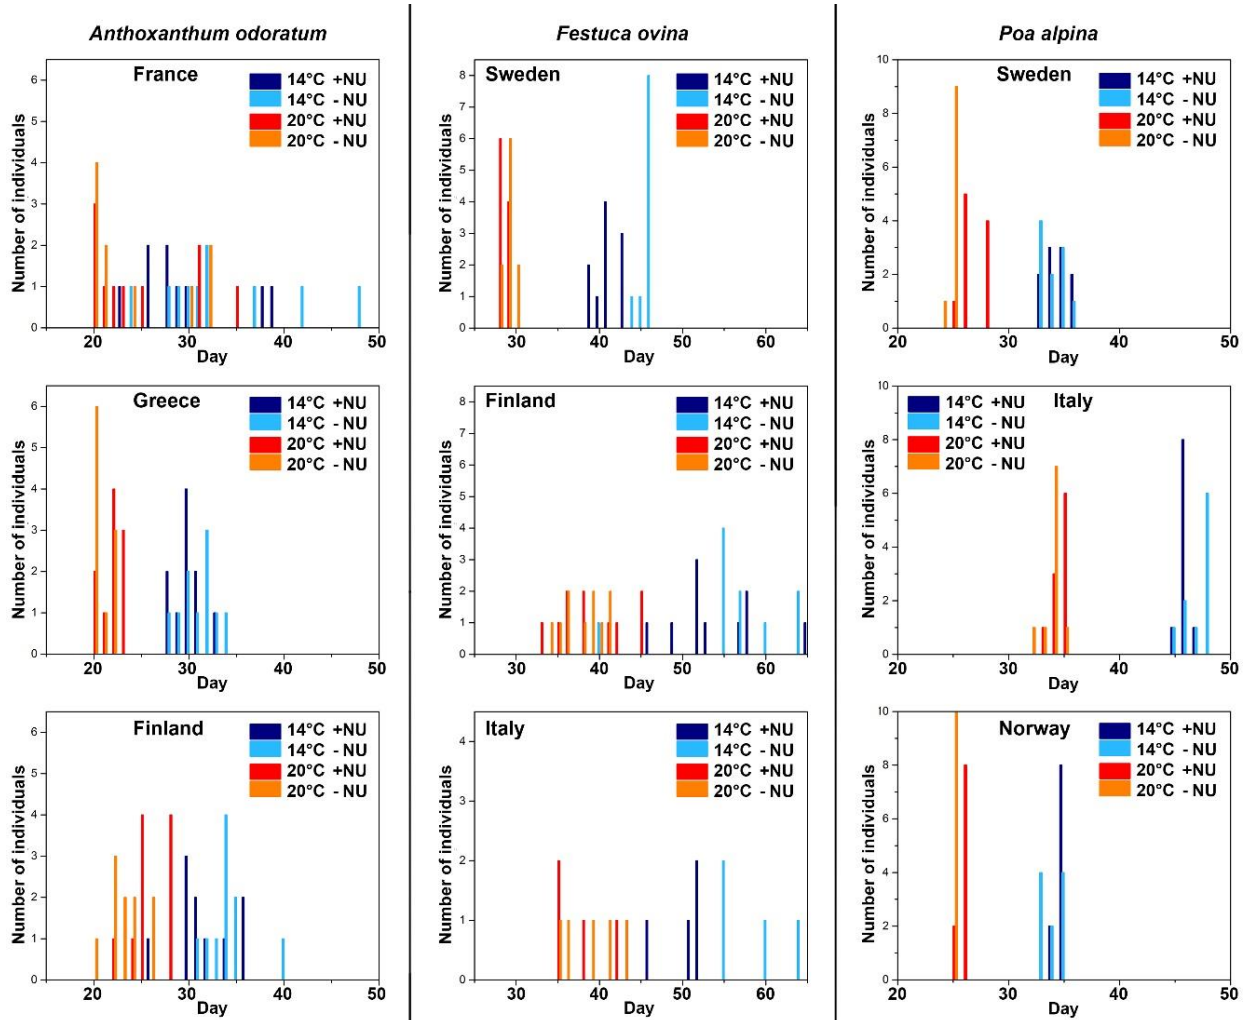 Anthoxanthum odoratum
Festuca ovina
Poa alpina
France
14°C +NU
14°C - NU
20°C +NU
20°C - NU
Number of individuals
6
5
4
3
2
1
0
20 30 40 50
Day
Sweden
14°C +NU
14°C - NU
20°C +NU
20°C - NU
Number of individuals
8
6
4
2
0
30 40 50 60
Day
Sweden
14°C +NU
14°C - NU
20°C +NU
20°C - NU
Number of individuals
10
8
6
4
2
0
20 30 40 50
Day
Greece
14°C +NU
14°C - NU
20°C +NU
20°C - NU
Number of individuals
6
5
4
3
2
1
0
20 30 40 50
Day
Finland
14°C +NU
14°C - NU
20°C +NU
20°C - NU
Number of individuals
8
7
6
5
4
3
2
1
0
30 40 50 60
Day
Italy
14°C +NU
14°C - NU
20°C +NU
20°C - NU
Number of individuals
10
8
6
4
2
0
20 30 40 50
Day
Finland
14°C +NU
14°C - NU
20°C +NU
20°C - NU
Number of individuals
6
5
4
3
2
1
0
20 30 40 50
Day
Italy
14°C +NU
14°C - NU
20°C +NU
20°C - NU
Number of individuals
4
3
2
1
0
30 40 50 60
Day
Norway
14°C +NU
14°C - NU
20°C +NU
20°C - NU
Number of individuals
10
8
6
4
2
0
20 30 40 50
Day